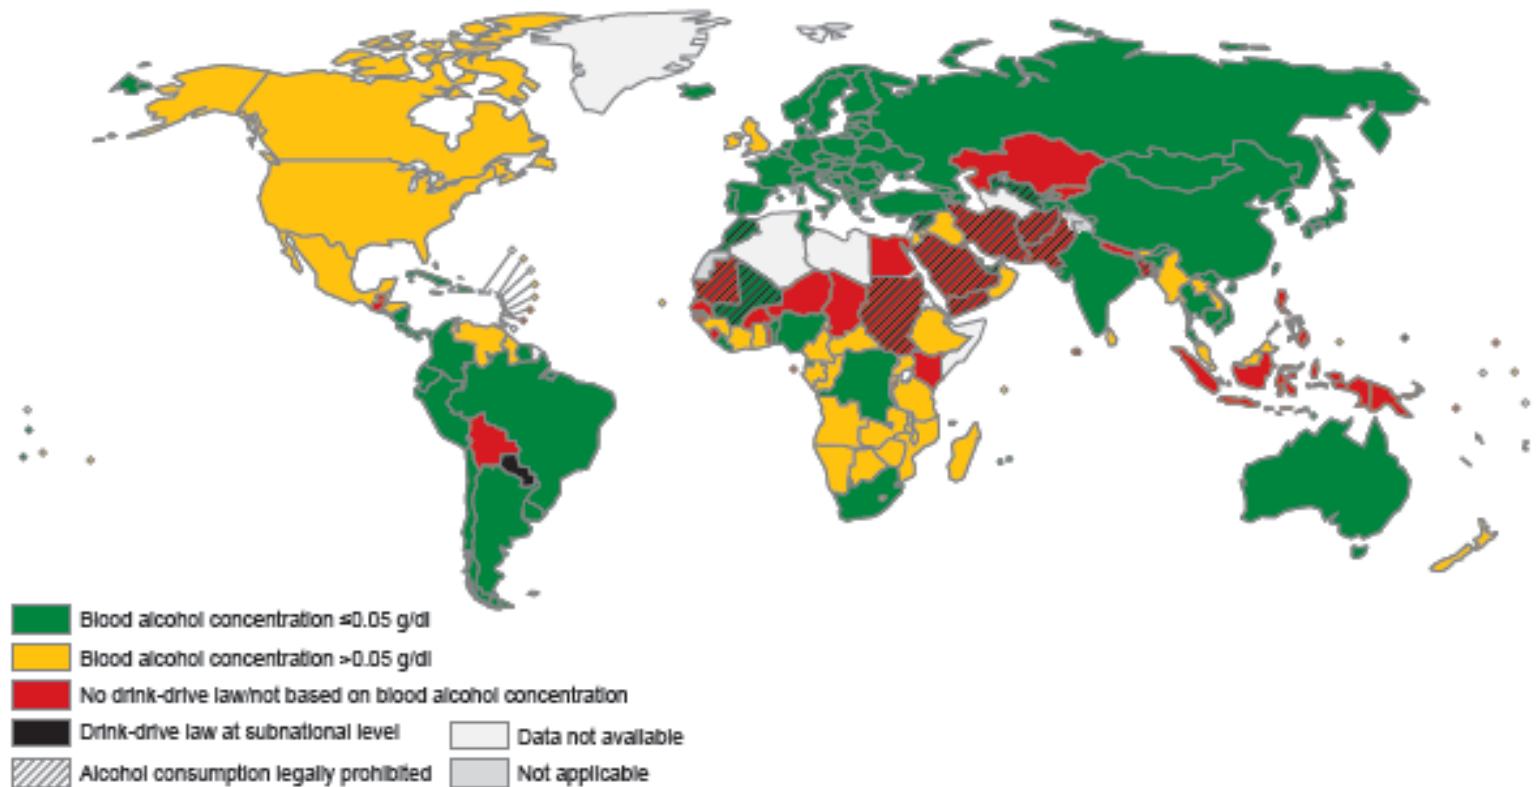 Blood alcohol concentration ≤0.05 g/dl
Blood alcohol concentration >0.05 g/dl
No drink-drive law/not based on blood alcohol concentration
Drink-drive law at subnational level
Data not available
Alcohol consumption legally prohibited
Not applicable